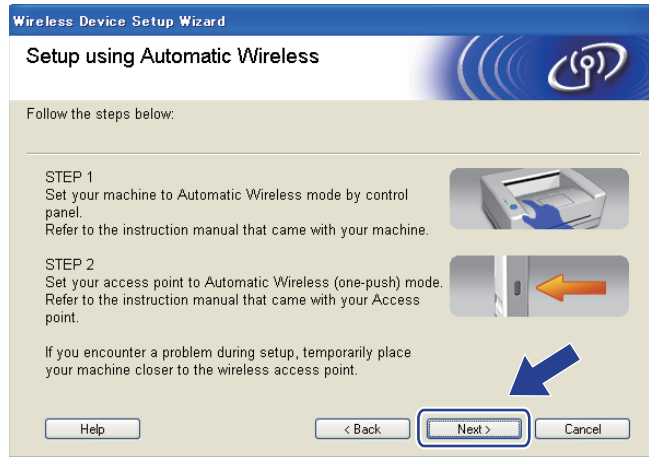 Wireless Device Setup Wizard
Setup using Automatic Wireless
Follow the steps below:
STEP 1
Set your machine to Automatic Wireless mode by control
panel.
Refer to the instruction manual that came with your machine.
STEP 2
Set your access point to Automatic Wireless (one-push) mode.
Refer to the instruction manual that came with your Access
point.
If you encounter a problem during setup, temporarily place
your machine closer to the wireless access point.
Help
< Back
Next >
Cancel